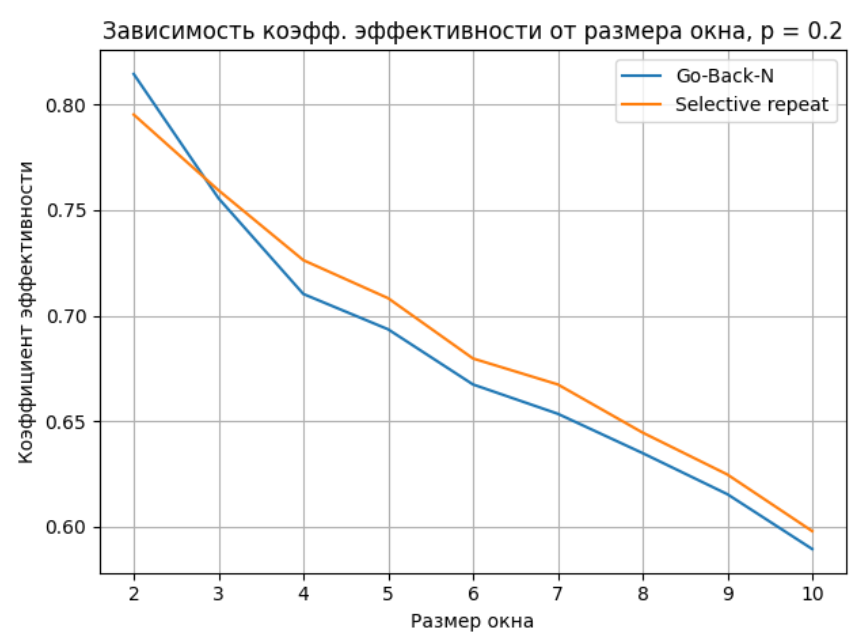 Зависимость коэфф. эффективности от размера окна, p = 0.2
Go-Back-N
Selective repeat
Коэффициент эффективности
0.80
0.75
0.70
0.65
0.60
2 3 4 5 6 7 8 9 10
Размер окна